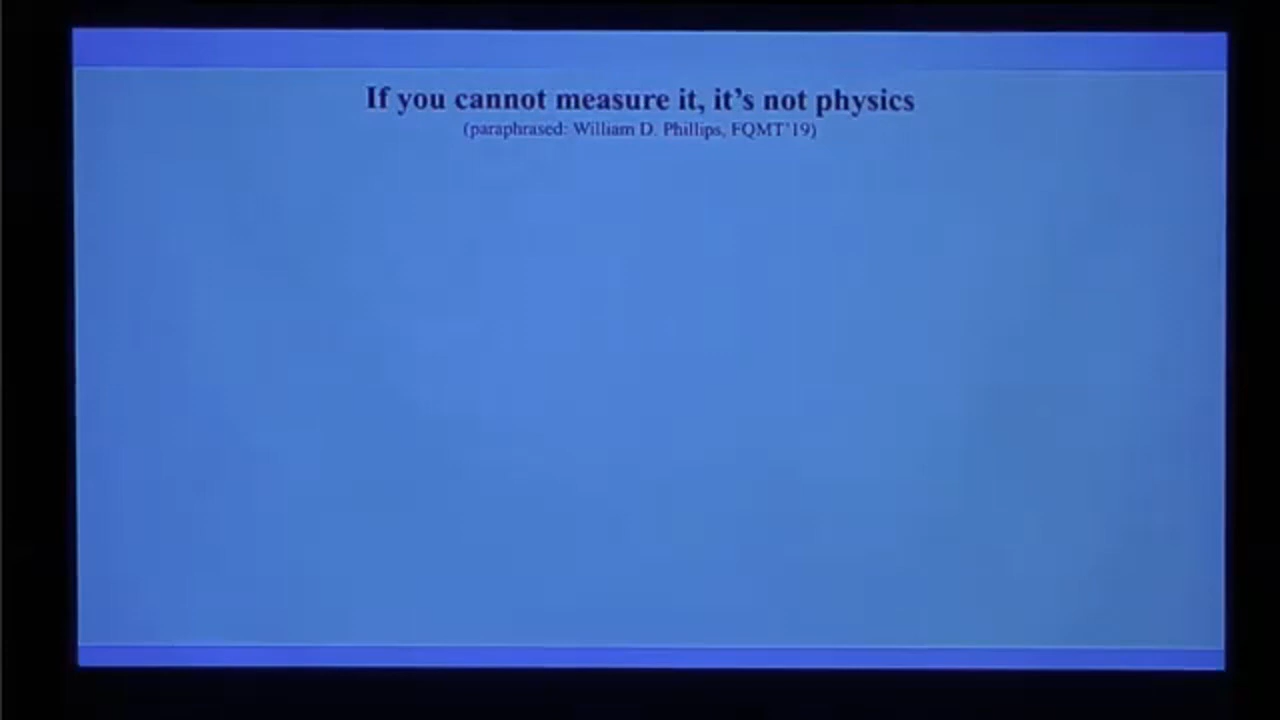 If you cannot measure it, it's not physics
(paraphrased: William D. Phillips, FQMT'19)